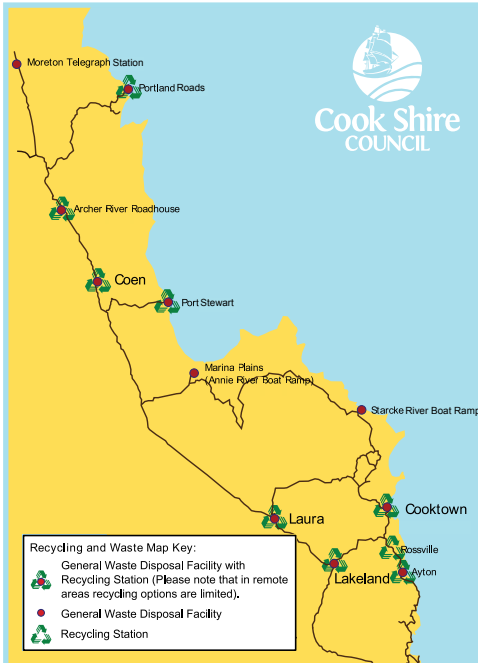 Moreton Telegraph Station
Portland Roads
Cook Shire
COUNCIL
Archer River Roadhouse
Coen
Port Stewart
Marina Plains
(Annie River Boat Ramp)
Starcke River Boat Ramp
Cooktown
Laura
Rossville
Lakeland
Ayton
Recycling and Waste Map Key:
General Waste Disposal Facility with
Recycling Station (Please note that in remote
areas recycling options are limited).
General Waste Disposal Facility
Recycling Station